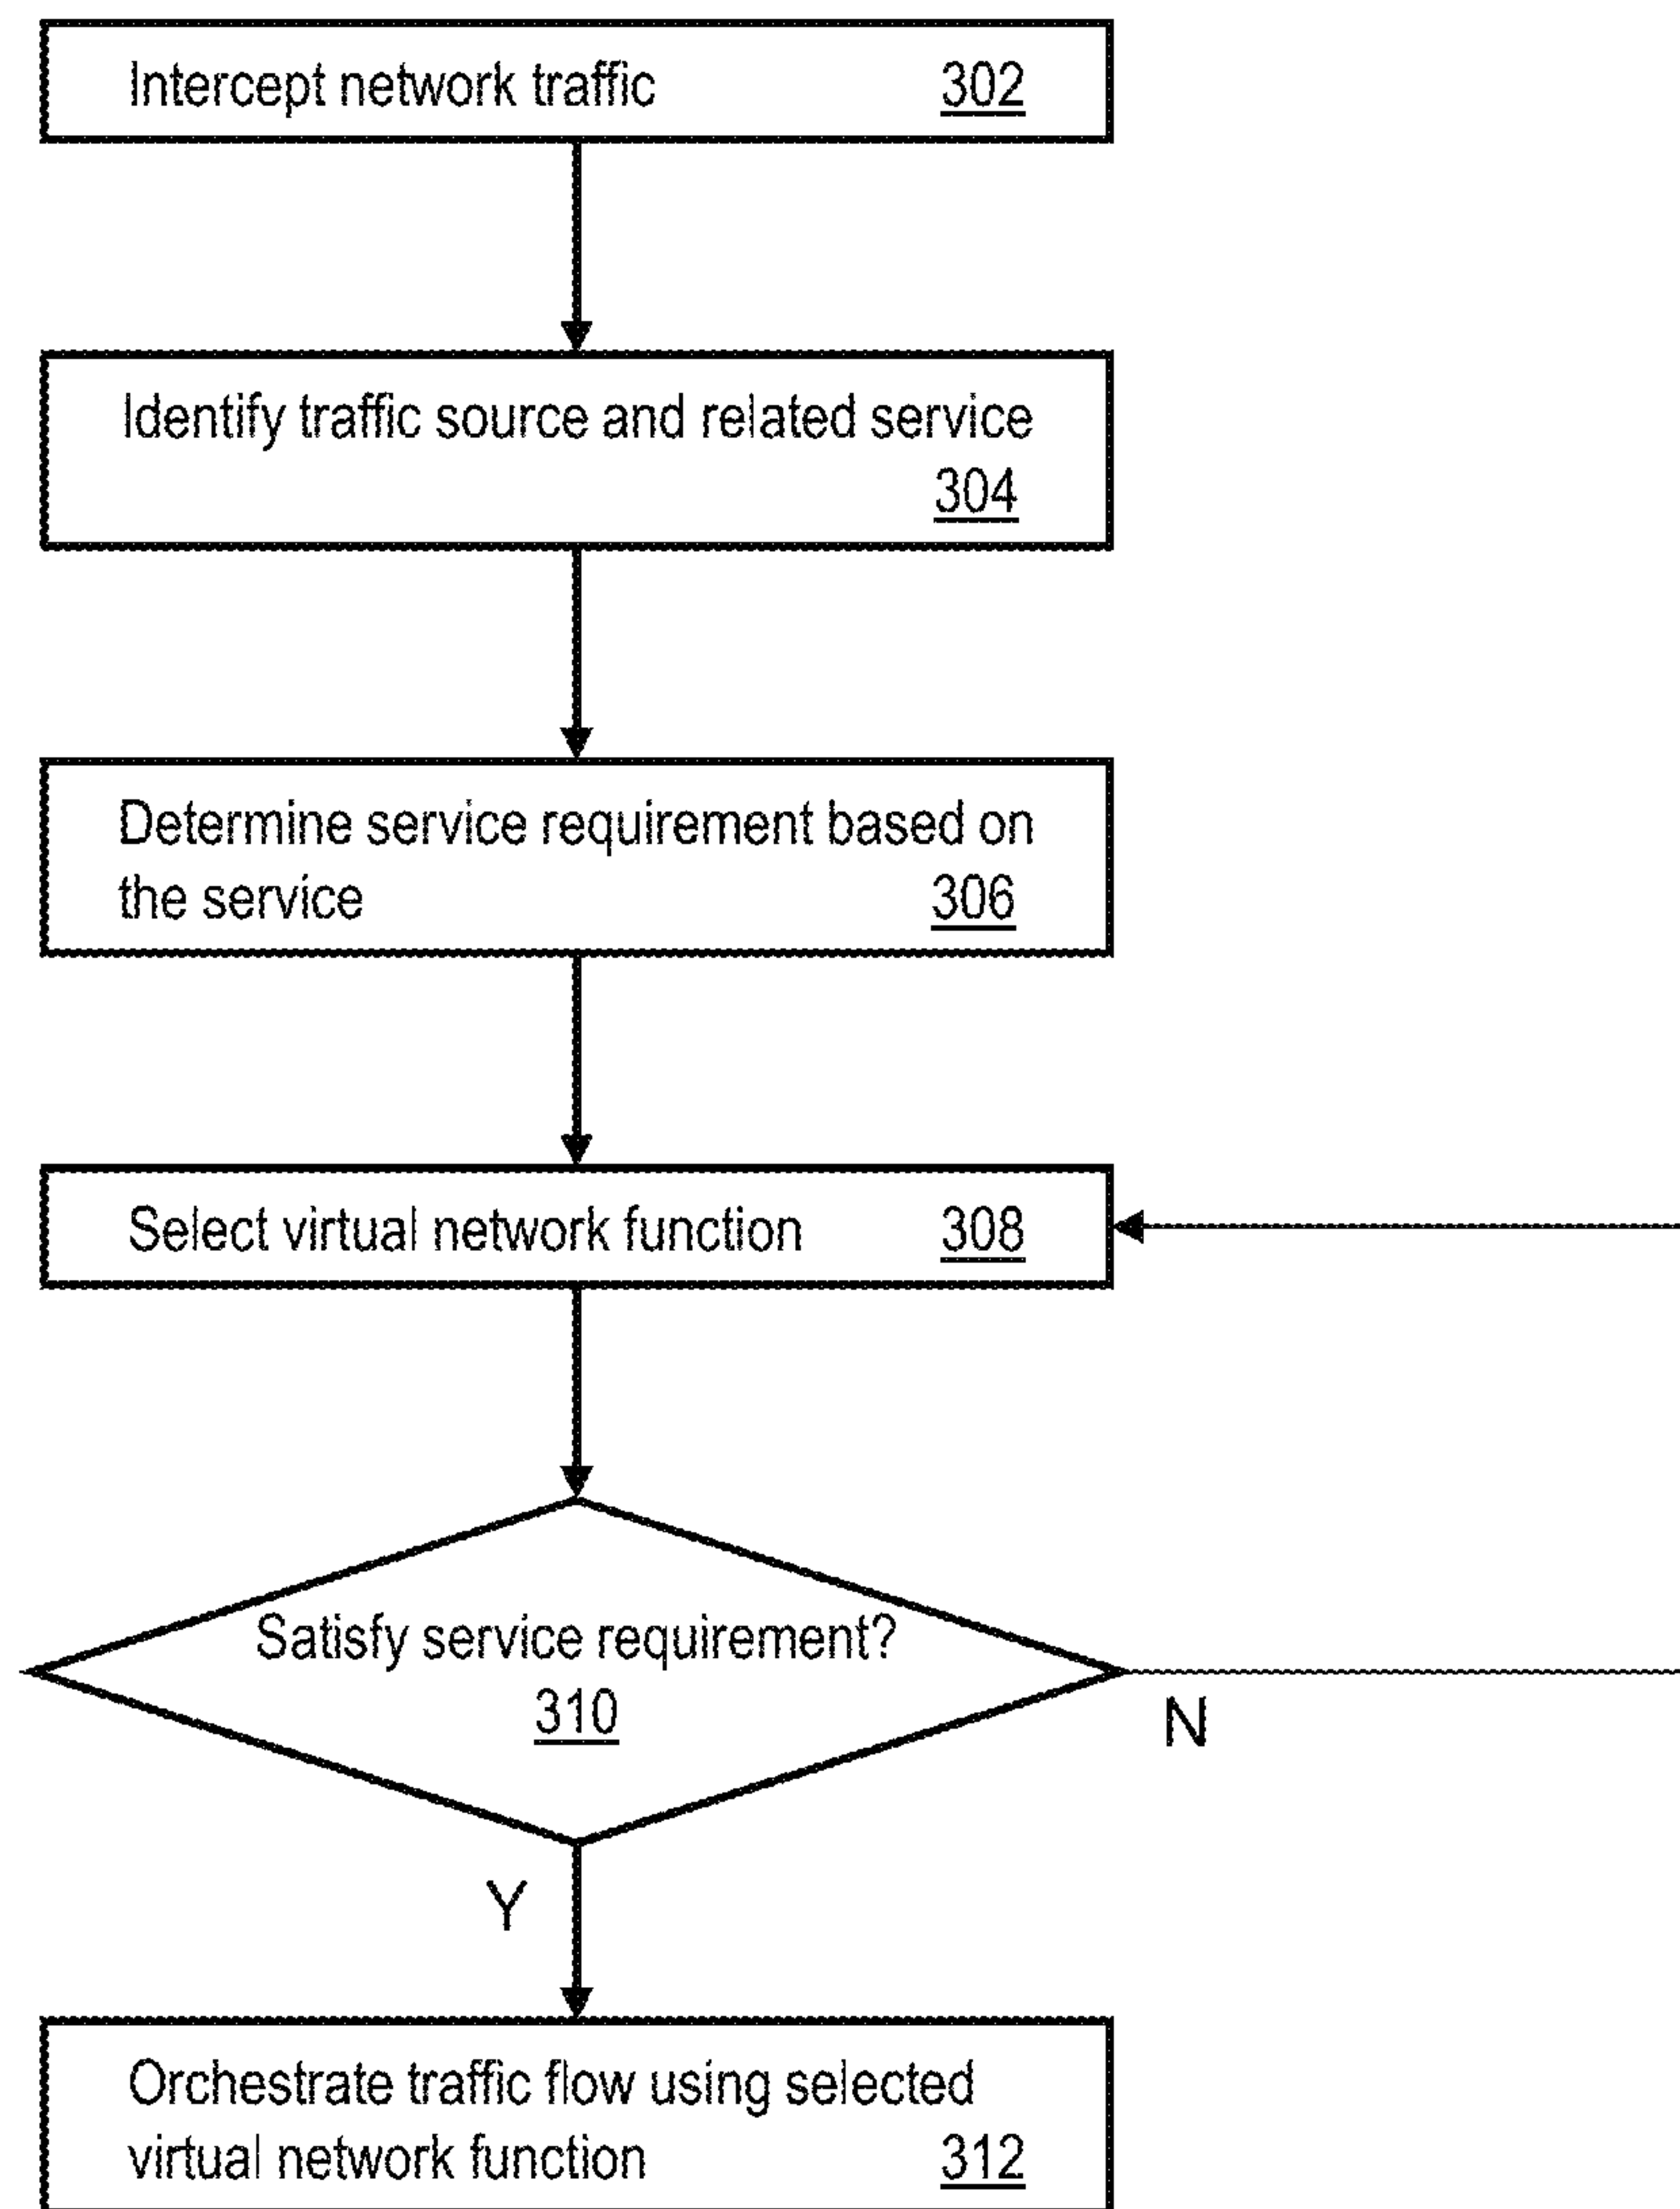 Intercept network traffic 302
Identify traffic source and related service
304
Determine service requirement based on
the service 306
Select virtual network function 308
Satisfy service requirement?
310
N
Y
Orchestrate traffic flow using selected
virtual network function 312